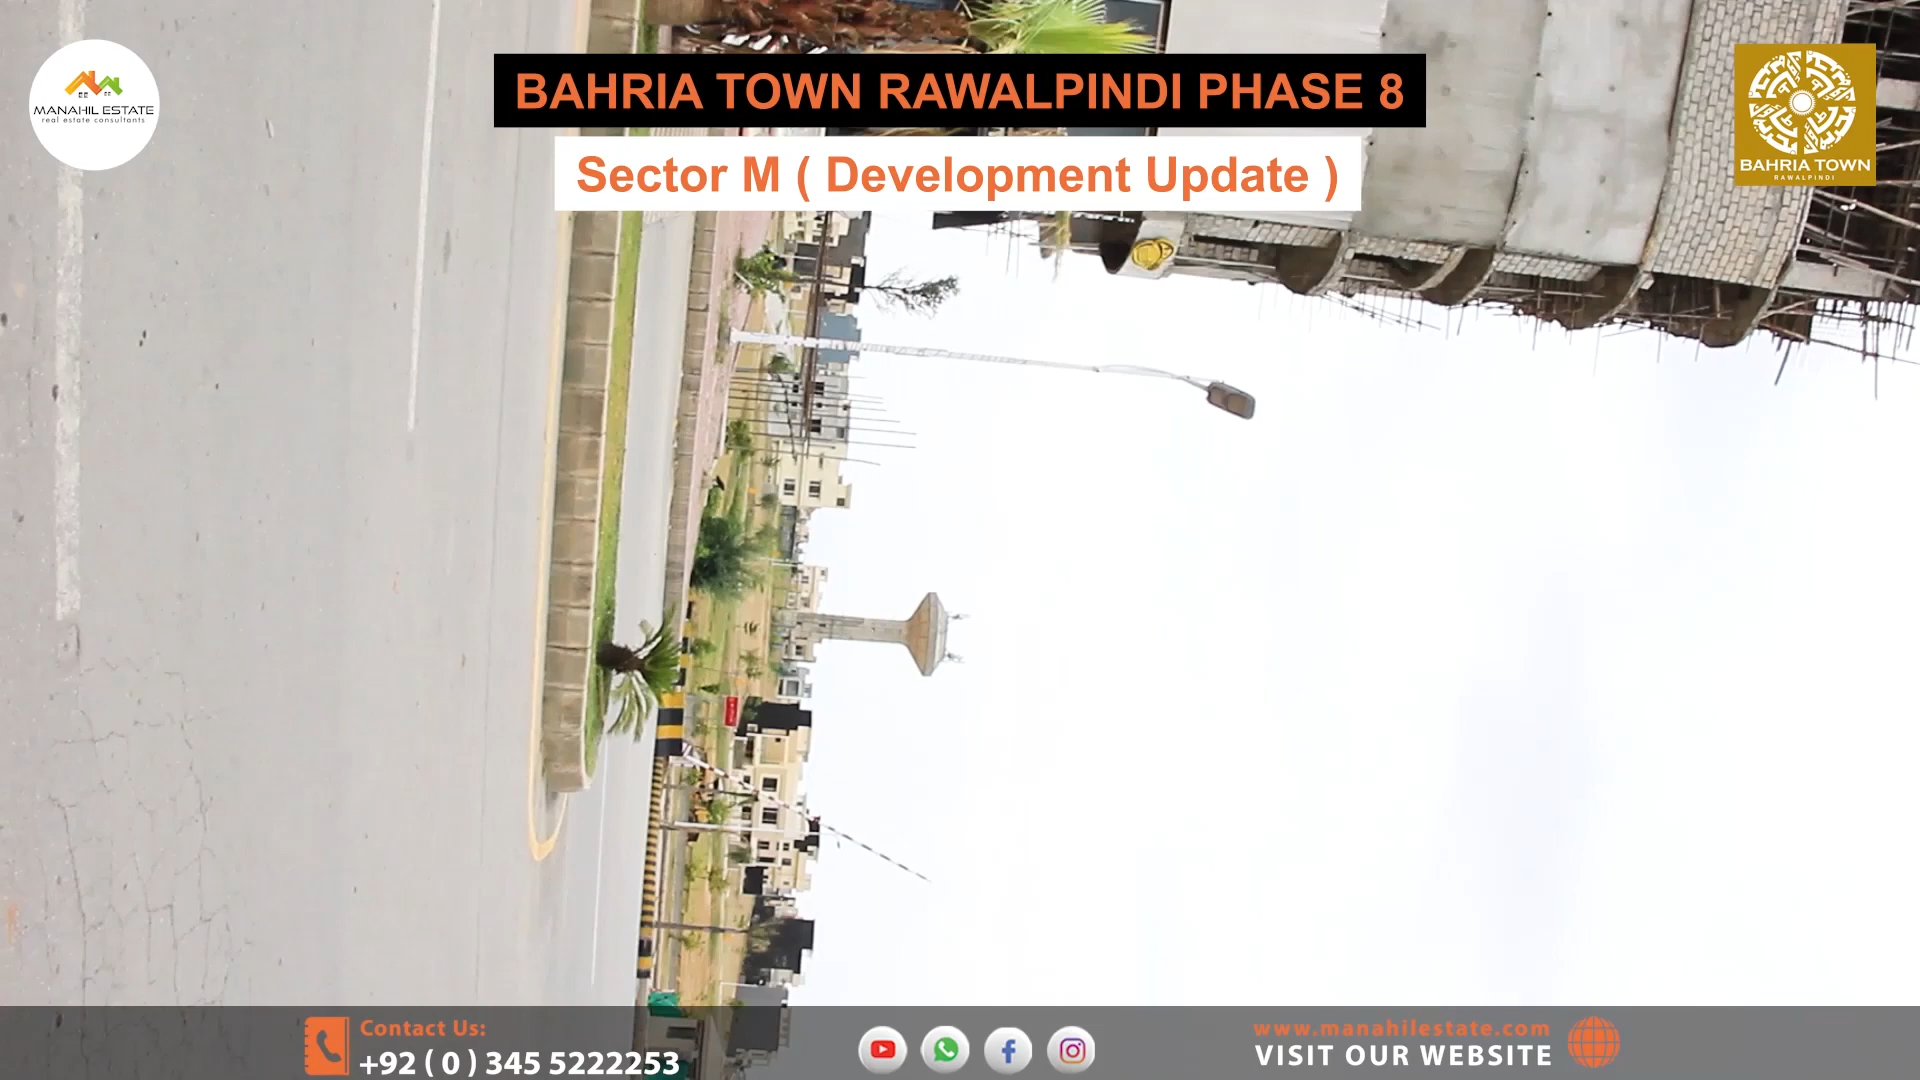 MANAHIL ESTATE
real estate consultants
BAHRIA TOWN RAWALPINDI PHASE 8
Sector M ( Development Update )
BAHRIA TOWN
RAWALPINDI
Contact Us:
+92 ( 0 ) 345 5222253
www.manahilestate.com
VISIT OUR WEBSITE